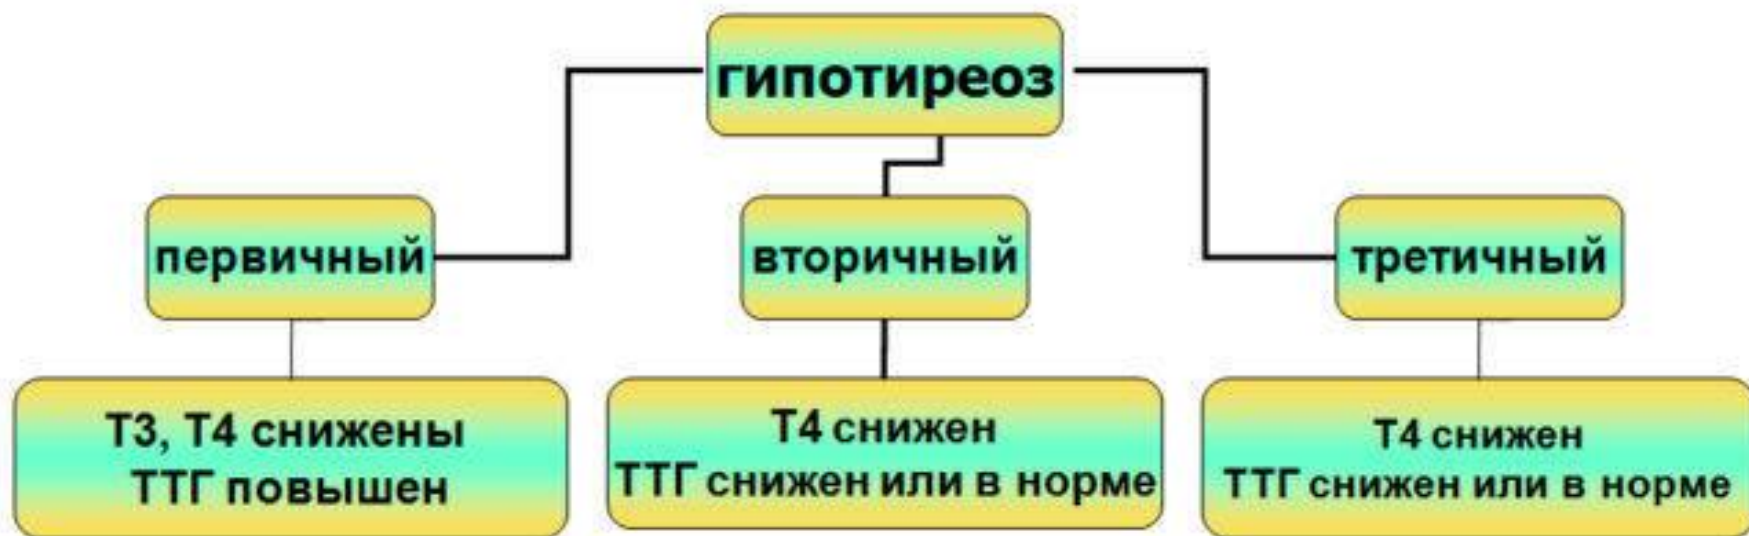 гипотиреоз
первичный
вторичный
третичный
Т3, Т4 снижены
ТТГ повышен
Т4 снижен
ТТГ снижен или в норме
Т4 снижен
ТТГ снижен или в норме